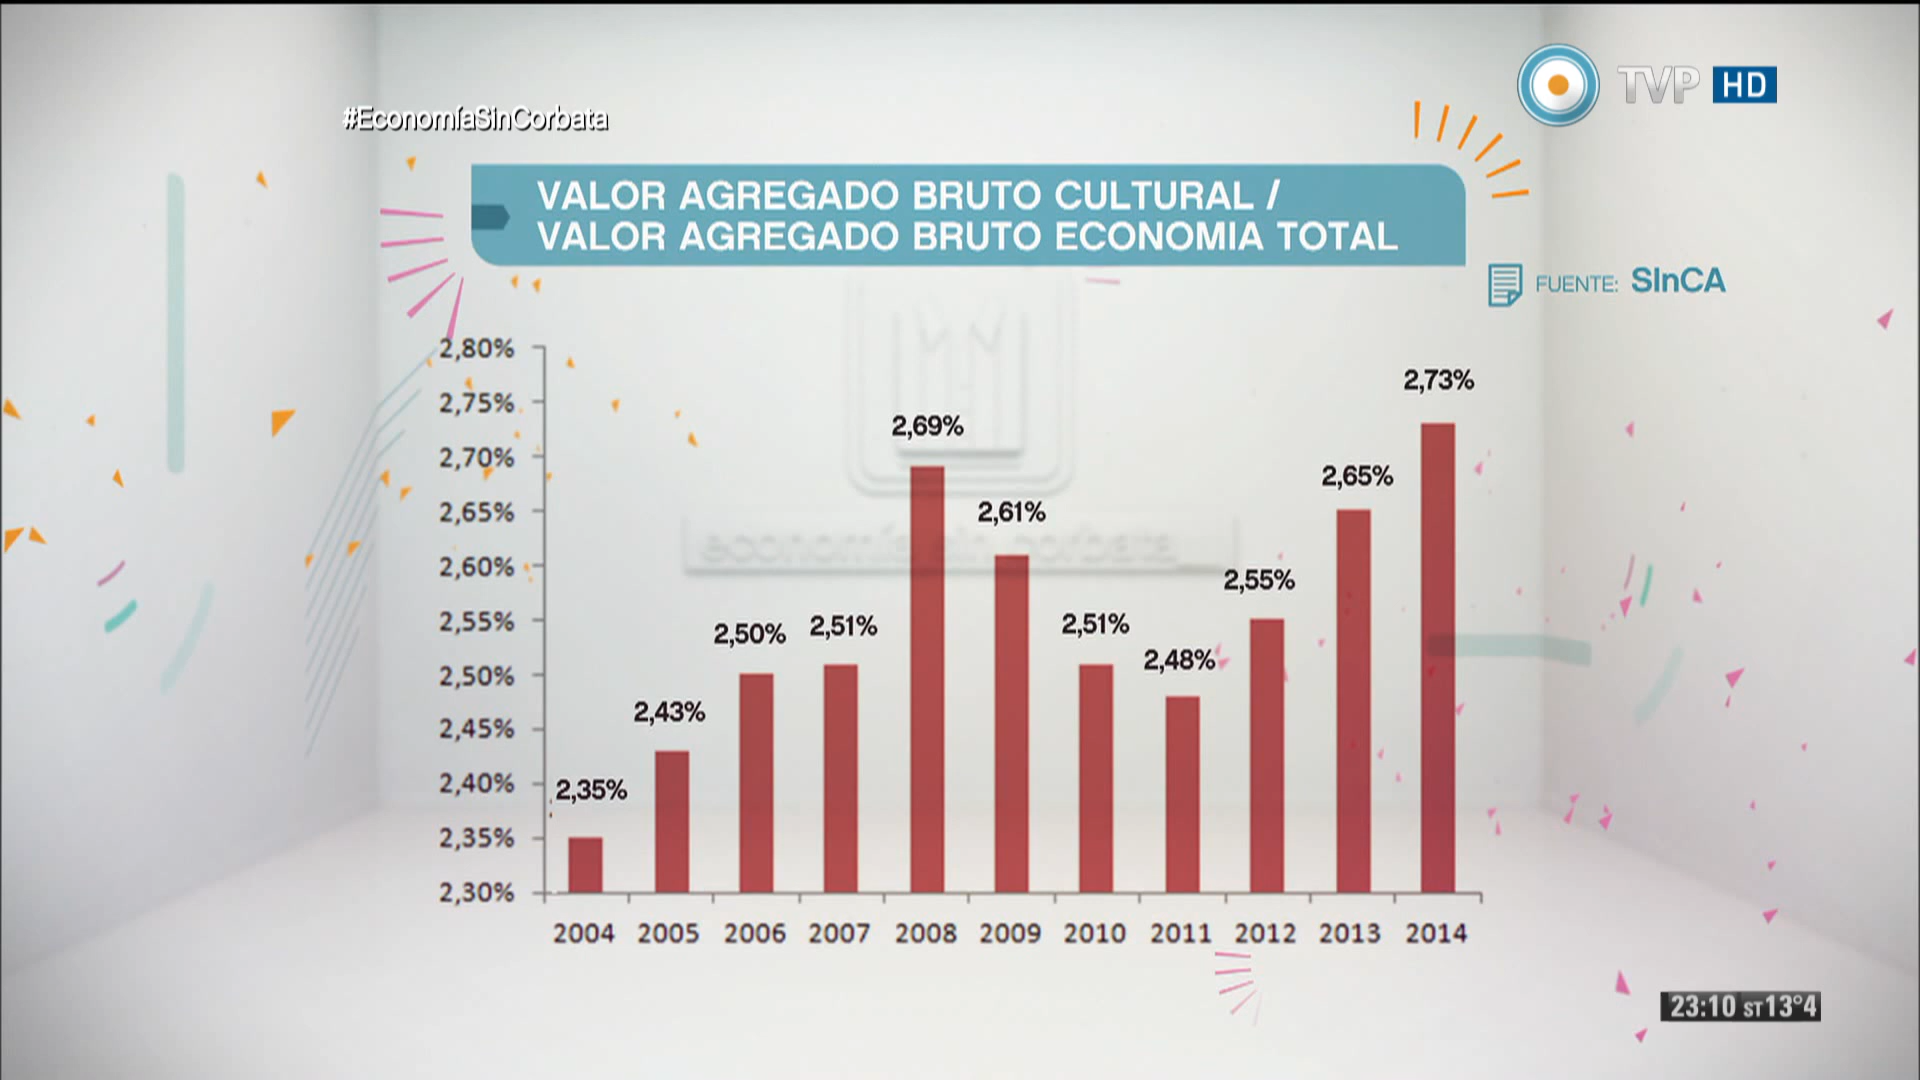 TVP HD
#EconomíaSinCorbata
VALOR AGREGADO BRUTO CULTURAL /
VALOR AGREGADO BRUTO ECONOMIA TOTAL
FUENTE: SInCA
2,80%
2,75%
2,70%
2,65%
2,60%
2,55%
2,50%
2,45%
2,40%
2,35%
2,30%
2,35%
2,43%
2,50%
2,51%
2,69%
2,61%
2,51%
2,48%
2,55%
2,65%
2,73%
economía sin corbata_
2004 2005 2006 2007 2008 2009 2010 2011 2012 2013 2014
23:10 ST 13°4